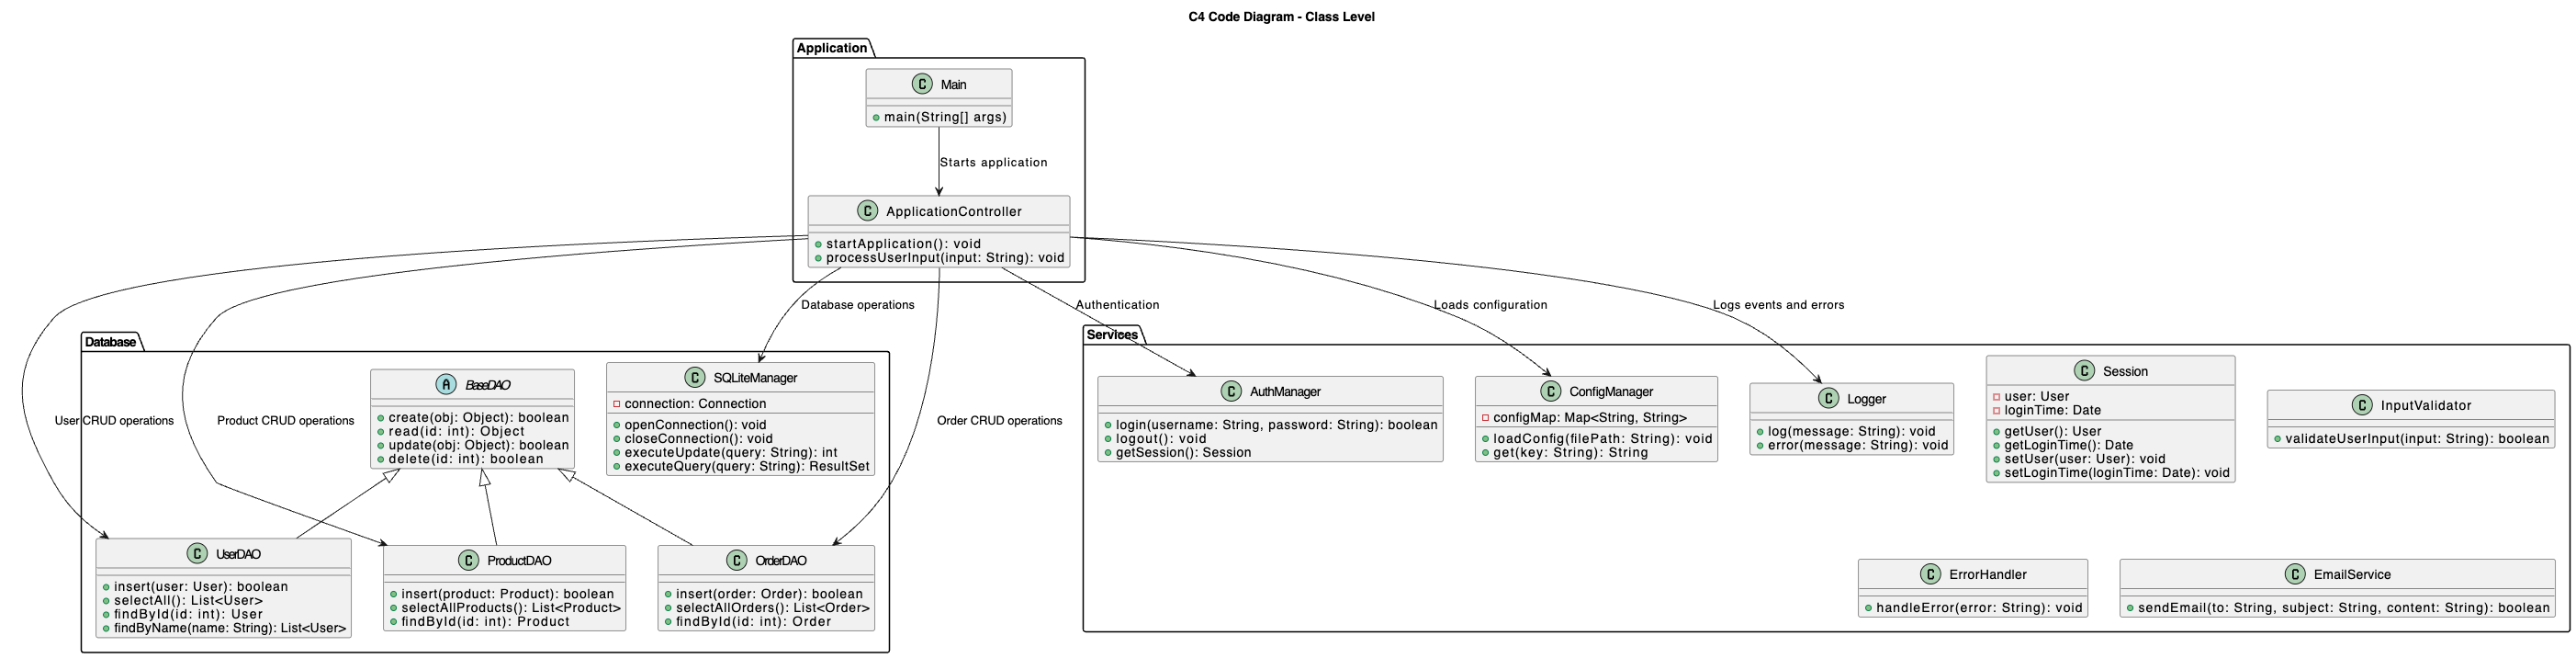 C4 Code Diagram - Class Level
Application
C Main
main(String[] args)
Starts application
C ApplicationController
startApplication(): void
processUserInput(input: String): void
Database operations
Authentication
Loads configuration
Logs events and errors
User CRUD operations
Product CRUD operations
Order CRUD operations
Database
A BaseDAO
create(obj: Object): boolean
read(id: int): Object
update(obj: Object): boolean
delete(id: int): boolean
C SQLiteManager
connection: Connection
openConnection(): void
closeConnection(): void
executeUpdate(query: String): int
executeQuery(query: String): ResultSet
C UserDAO
insert(user: User): boolean
selectAll(): List<User>
findById(id: int): User
findByName(name: String): List<User>
C ProductDAO
insert(product: Product): boolean
selectAllProducts(): List<Product>
findById(id: int): Product
C OrderDAO
insert(order: Order): boolean
selectAllOrders(): List<Order>
findById(id: int): Order
Services
C AuthManager
login(username: String, password: String): boolean
logout(): void
getSession(): Session
C ConfigManager
configMap: Map<String, String>
loadConfig(filePath: String): void
get(key: String): String
C Logger
log(message: String): void
error(message: String): void
C Session
user: User
loginTime: Date
getUser(): User
getLoginTime(): Date
setUser(user: User): void
setLoginTime(loginTime: Date): void
C InputValidator
validateUserInput(input: String): boolean
C ErrorHandler
handleError(error: String): void
C EmailService
sendEmail(to: String, subject: String, content: String): boolean